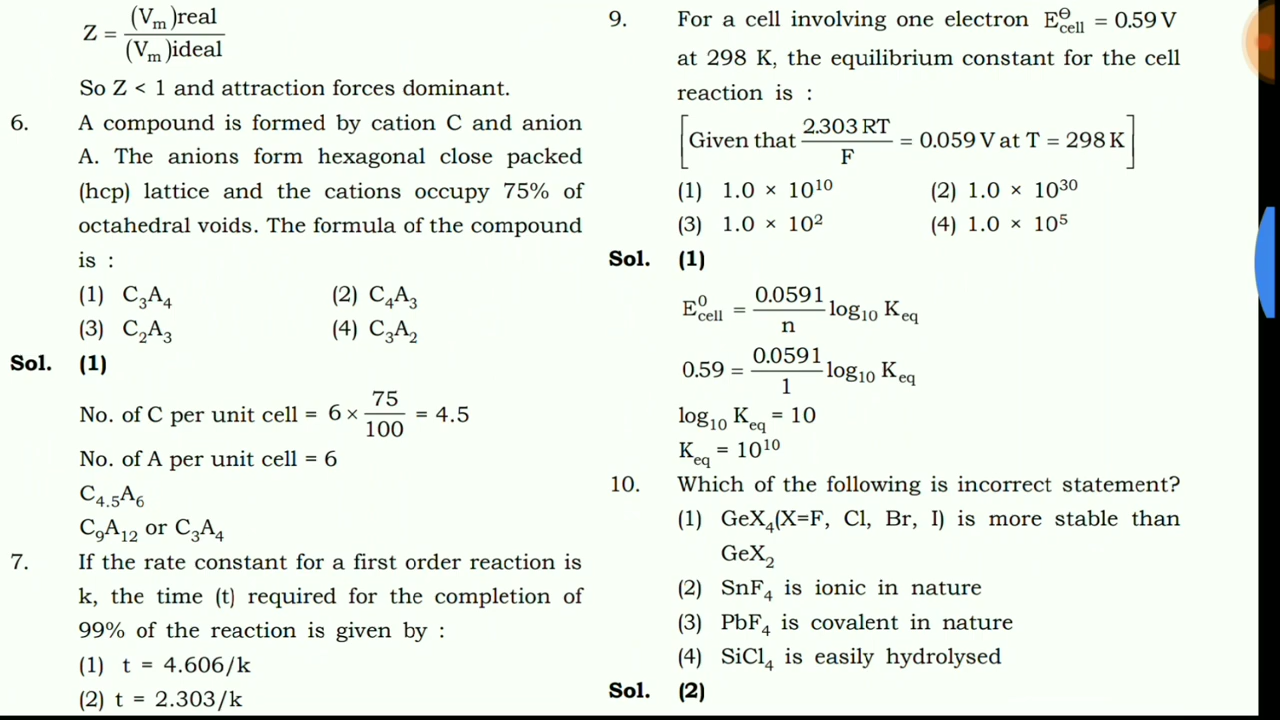 Z = (Vₘ)real / (Vₘ)ideal
So Z < 1 and attraction forces dominant.
6. A compound is formed by cation C and anion
A. The anions form hexagonal close packed
(hcp) lattice and the cations occupy 75% of
octahedral voids. The formula of the compound
is :
(1) C₃A₄ (2) C₄A₃
(3) C₂A₃ (4) C₃A₂
Sol. (1)
No. of C per unit cell = 6 × 75/100 = 4.5
No. of A per unit cell = 6
C₄.₅A₆
C₉A₁₂ or C₃A₄
7. If the rate constant for a first order reaction is
k, the time (t) required for the completion of
99% of the reaction is given by :
(1) t = 4.606/k
(2) t = 2.303/k
9. For a cell involving one electron E⊖cell = 0.59 V
at 298 K, the equilibrium constant for the cell
reaction is :
[Given that 2.303 RT / F = 0.059 V at T = 298 K]
(1) 1.0 × 10¹⁰ (2) 1.0 × 10³⁰
(3) 1.0 × 10² (4) 1.0 × 10⁵
Sol. (1)
E⁰cell = 0.0591/n log₁₀ Keq
0.59 = 0.0591/1 log₁₀ Keq
log₁₀ Keq = 10
Keq = 10¹⁰
10. Which of the following is incorrect statement?
(1) GeX₄(X=F, Cl, Br, I) is more stable than
GeX₂
(2) SnF₄ is ionic in nature
(3) PbF₄ is covalent in nature
(4) SiCl₄ is easily hydrolysed
Sol. (2)